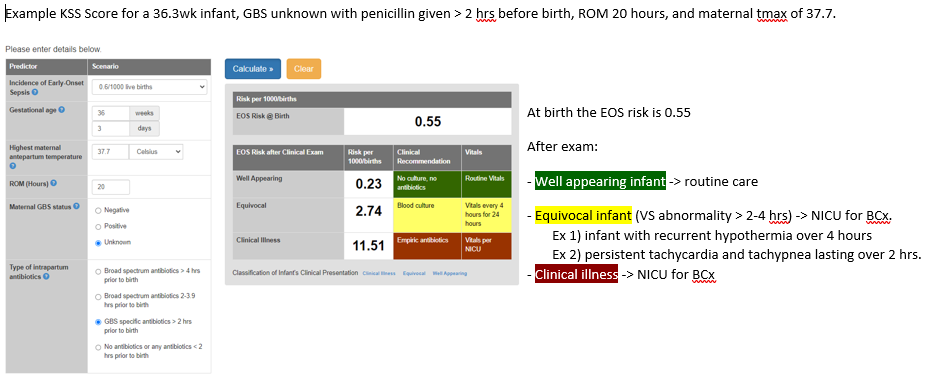 Example KSS Score for a 36.3wk infant, GBS unknown with penicillin given > 2 hrs before birth, ROM 20 hours, and maternal tmax of 37.7.
Please enter details below.
Predictor Scenario
Incidence of Early-Onset
Sepsis ? 0.6/1000 live births
Gestational age ? 36 weeks
3 days
Highest maternal
antepartum temperature
? 37.7 Celsius
ROM (Hours) ? 20
Maternal GBS status ? Negative
Positive
Unknown
Type of intrapartum
antibiotics ?
Broad spectrum antibiotics > 4 hrs
prior to birth
Broad spectrum antibiotics 2-3.9
hrs prior to birth
GBS specific antibiotics > 2 hrs
prior to birth
No antibiotics or any antibiotics < 2
hrs prior to birth
Calculate » Clear
Risk per 1000/births
EOS Risk @ Birth 0.55
EOS Risk after Clinical Exam Risk per
1000/births Clinical
Recommendation Vitals
Well Appearing 0.23 No culture, no
antibiotics Routine Vitals
Equivocal 2.74 Blood culture Vitals every 4
hours for 24
hours
Clinical Illness 11.51 Empiric antibiotics Vitals per
NICU
Classification of Infant's Clinical Presentation Clinical Illness Equivocal Well Appearing
At birth the EOS risk is 0.55
After exam:
- Well appearing infant -> routine care
- Equivocal infant (VS abnormality > 2-4 hrs) -> NICU for BCx.
Ex 1) infant with recurrent hypothermia over 4 hours
Ex 2) persistent tachycardia and tachypnea lasting over 2 hrs.
- Clinical illness -> NICU for BCx